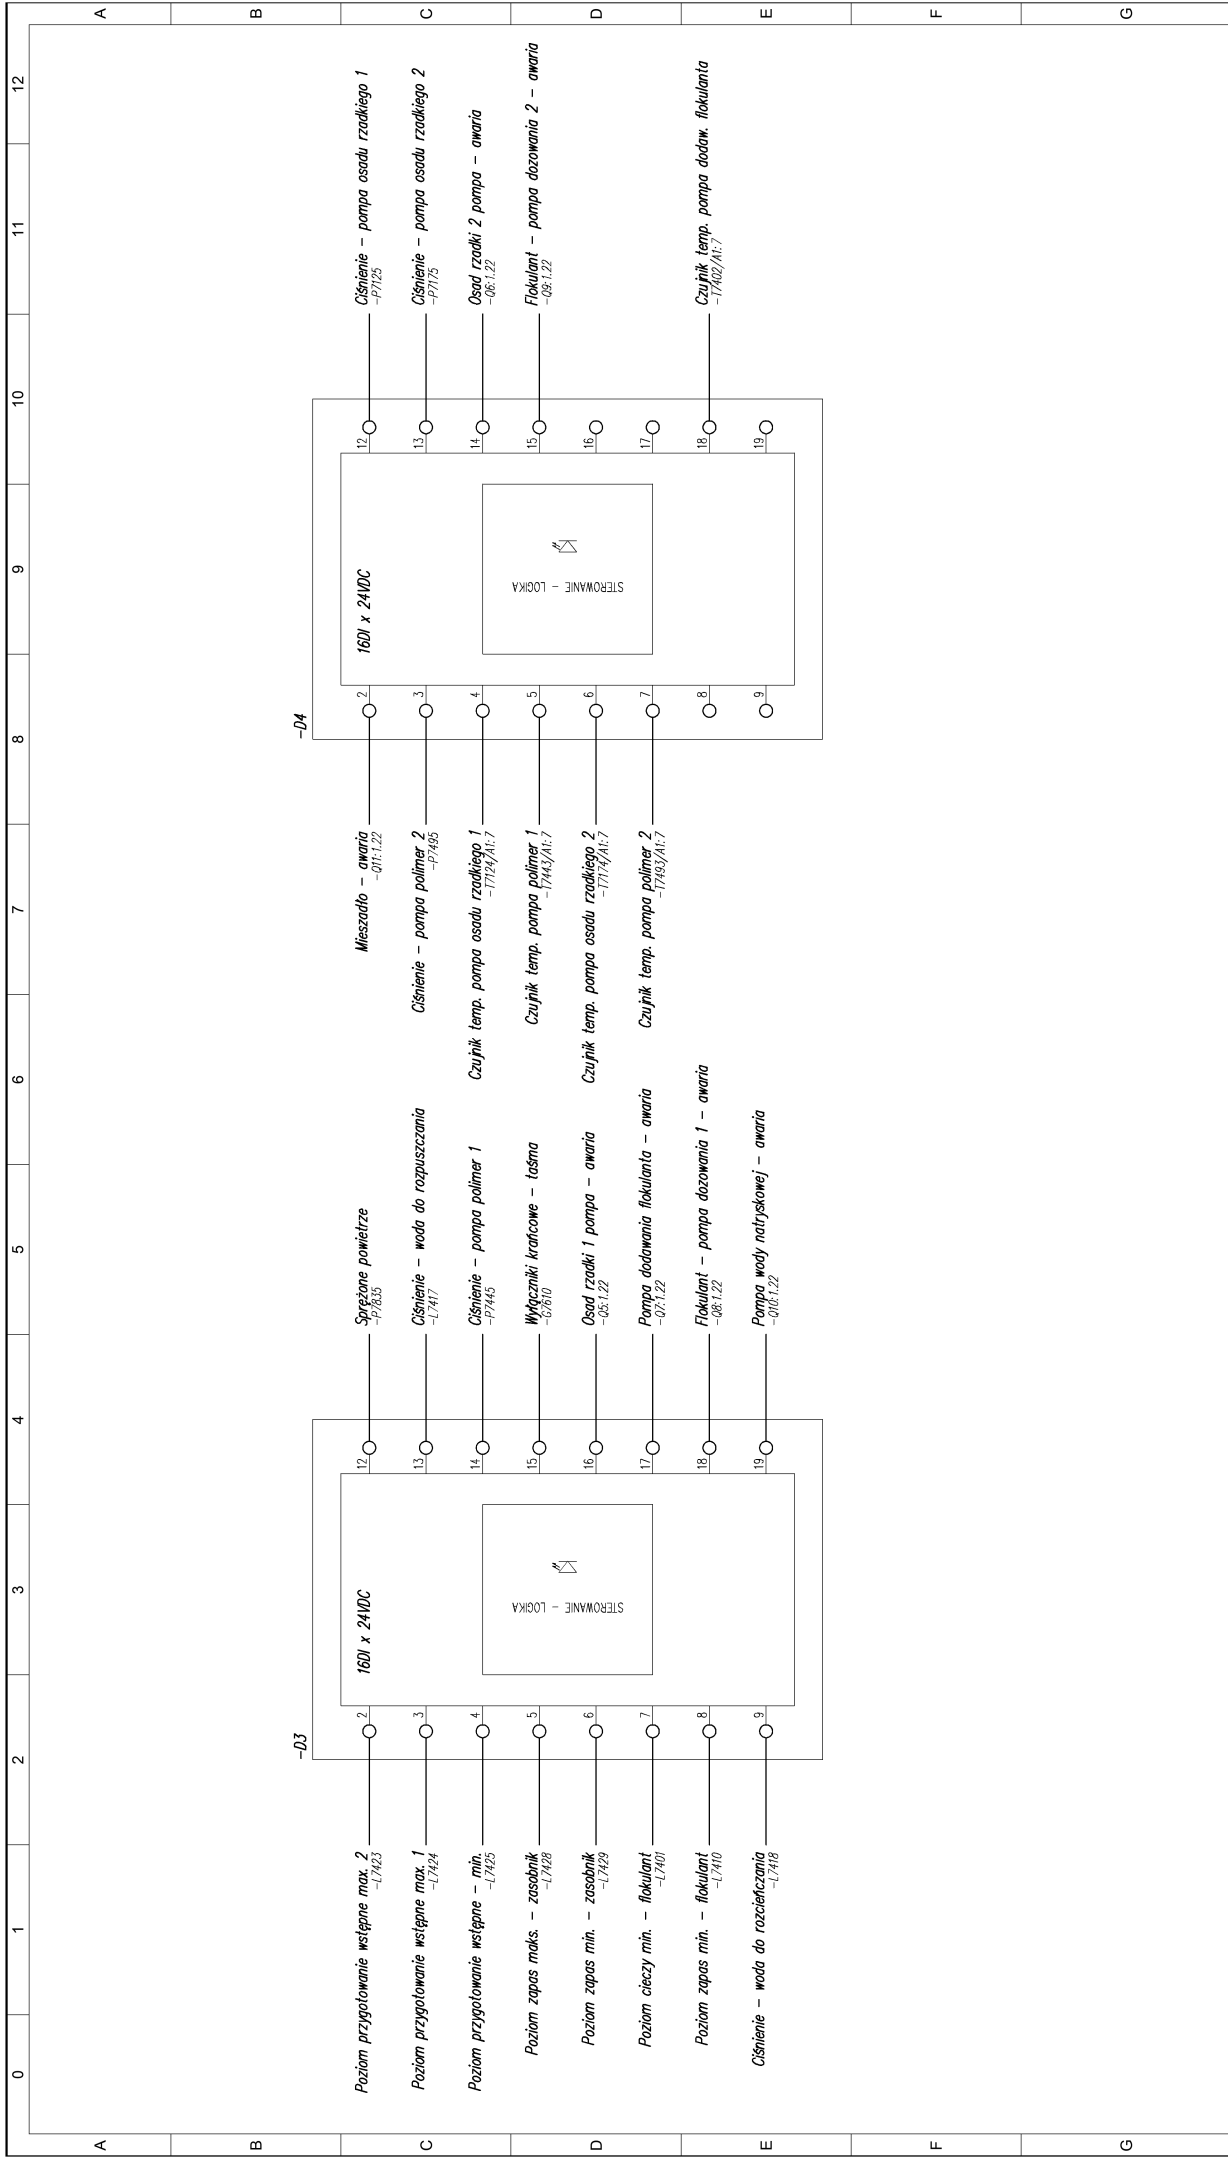 0 1 2 3 4 5 6 7 8 9 10 11 12
A
B
C
D
E
F
G
A
B
C
D
E
F
G
-D3
16DI x 24VDC
STEROWANIE - LOGIKA
Poziom przygotowanie wstępne max. 2
-L7423
2
Poziom przygotowanie wstępne max. 1
-L7424
3
Poziom przygotowanie wstępne - min.
-L7425
4
Poziom zapas maks. - zasobnik
-L7428
5
Poziom zapas min. - zasobnik
-L7429
6
Poziom cieczy min. - flokulant
-L7401
7
Poziom zapas min. - flokulant
-L7410
8
Ciśnienie - woda do rozcieńczania
-L7418
9
12
Sprężone powietrze
-P7835
13
Ciśnienie - woda do rozpuszczania
-L7417
14
Ciśnienie - pompa polimer 1
-P7445
15
Wyłączniki krańcowe - taśma
-G7610
16
Osad rzadki 1 pompa - awaria
-Q5:1.22
17
Pompa dodawania flokulanta - awaria
-Q7:1.22
18
Flokulant - pompa dozowania 1 - awaria
-Q8:1.22
19
Pompa wody natryskowej - awaria
-Q10:1.22
-D4
16DI x 24VDC
STEROWANIE - LOGIKA
Mieszadło - awaria
-Q11:1.22
2
Ciśnienie - pompa polimer 2
-P7495
3
Czujnik temp. pompa osadu rzadkiego 1
-T7124/A1:7
4
Czujnik temp. pompa polimer 1
-T7443/A1:7
5
Czujnik temp. pompa osadu rzadkiego 2
-T7174/A1:7
6
Czujnik temp. pompa polimer 2
-T7493/A1:7
7
8
9
12
Ciśnienie - pompa osadu rzadkiego 1
-P7125
13
Ciśnienie - pompa osadu rzadkiego 2
-P7175
14
Osad rzadki 2 pompa - awaria
-Q6:1.22
15
Flokulant - pompa dozowania 2 - awaria
-Q9:1.22
16
17
18
Czujnik temp. pompa dodaw. flokulanta
-T7402/A1:7
19